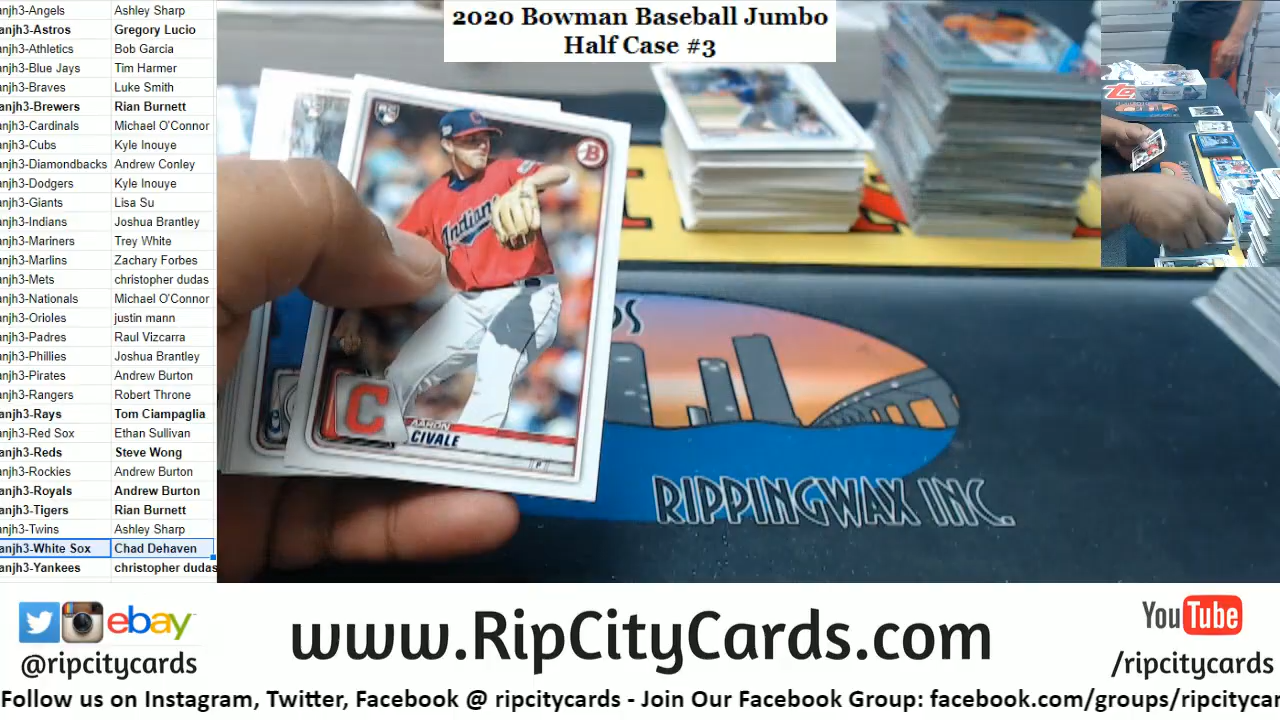 2020 Bowman Baseball Jumbo
Half Case #3
anjh3-Angels Ashley Sharp
anjh3-Astros Gregory Lucio
anjh3-Athletics Bob Garcia
anjh3-Blue Jays Tim Harmer
anjh3-Braves Luke Smith
anjh3-Brewers Rian Burnett
anjh3-Cardinals Michael O'Connor
anjh3-Cubs Kyle Inouye
anjh3-Diamondbacks Andrew Conley
anjh3-Dodgers Kyle Inouye
anjh3-Giants Lisa Su
anjh3-Indians Joshua Brantley
anjh3-Mariners Trey White
anjh3-Marlins Zachary Forbes
anjh3-Mets christopher dudas
anjh3-Nationals Michael O'Connor
anjh3-Orioles justin mann
anjh3-Padres Raul Vizcarra
anjh3-Phillies Joshua Brantley
anjh3-Pirates Andrew Burton
anjh3-Rangers Robert Throne
anjh3-Rays Tom Ciampaglia
anjh3-Red Sox Ethan Sullivan
anjh3-Reds Steve Wong
anjh3-Rockies Andrew Burton
anjh3-Royals Andrew Burton
anjh3-Tigers Rian Burnett
anjh3-Twins Ashley Sharp
anjh3-White Sox Chad Dehaven
anjh3-Yankees christopher dudas
RC
B
Indians
C
AARON
CIVALE
P
RIPPINGWAX INC.
ebay
@ripcitycards
www.RipCityCards.com
YouTube
/ripcitycards
Follow us on Instagram, Twitter, Facebook @ ripcitycards - Join Our Facebook Group: facebook.com/groups/ripcitycar